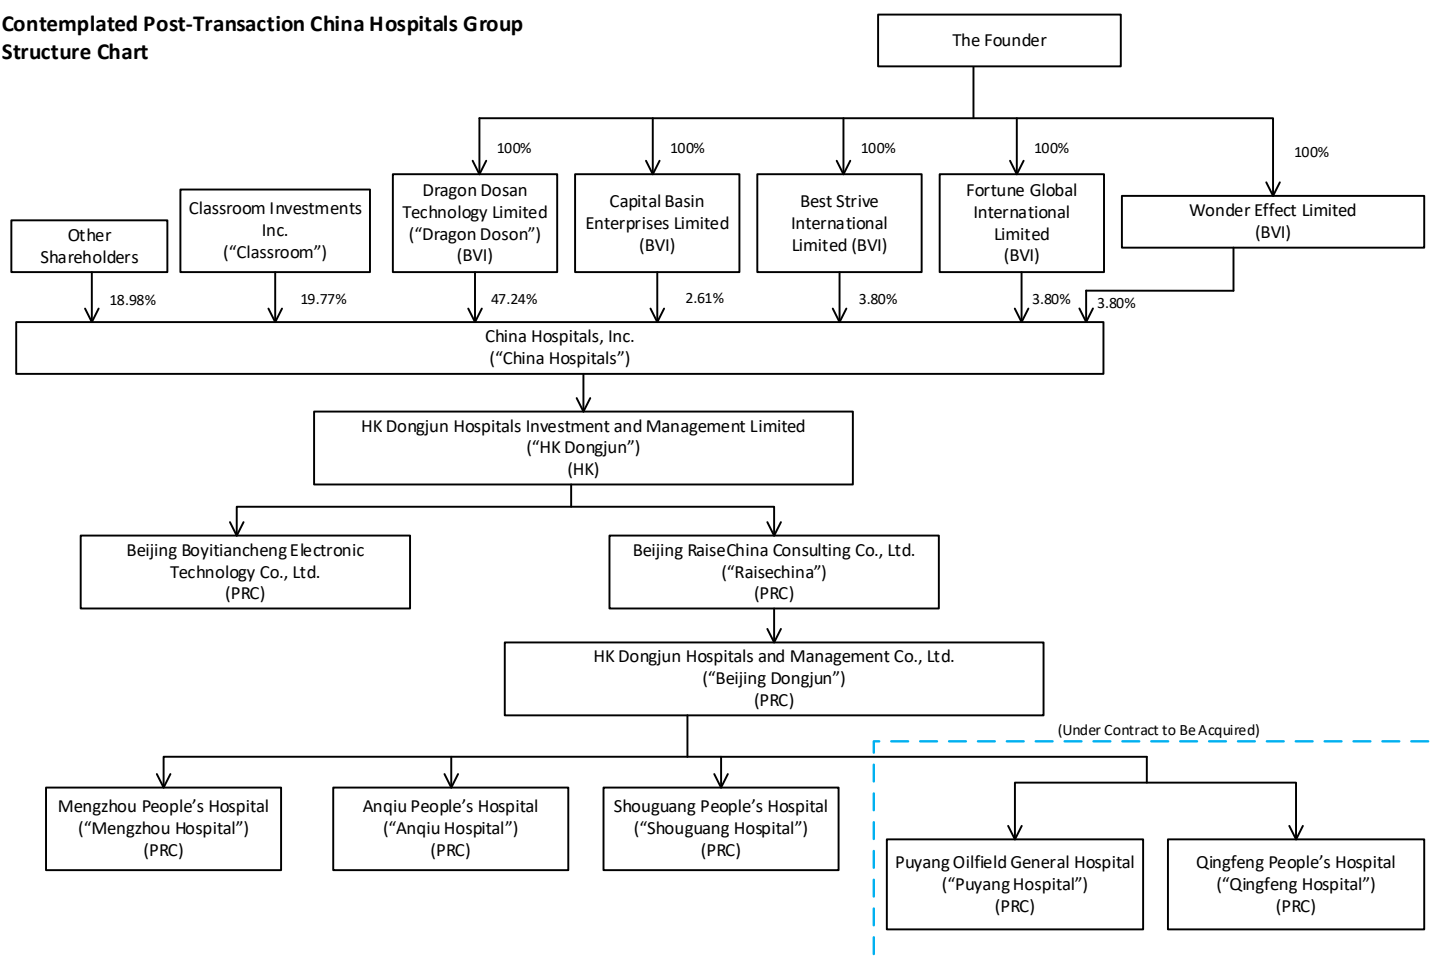 Contemplated Post-Transaction China Hospitals Group
Structure Chart
The Founder
100%
100%
100%
100%
100%
Other
Shareholders
Classroom Investments
Inc.
(“Classroom”)
Dragon Dosan
Technology Limited
(“Dragon Doson”)
(BVI)
Capital Basin
Enterprises Limited
(BVI)
Best Strive
International
Limited (BVI)
Fortune Global
International
Limited
(BVI)
Wonder Effect Limited
(BVI)
18.98%
19.77%
47.24%
2.61%
3.80%
3.80%
3.80%
China Hospitals, Inc.
(“China Hospitals”)
HK Dongjun Hospitals Investment and Management Limited
(“HK Dongjun”)
(HK)
Beijing Boyitiancheng Electronic
Technology Co., Ltd.
(PRC)
Beijing RaiseChina Consulting Co., Ltd.
(“Raisechina”)
(PRC)
HK Dongjun Hospitals and Management Co., Ltd.
(“Beijing Dongjun”)
(PRC)
(Under Contract to Be Acquired)
Mengzhou People’s Hospital
(“Mengzhou Hospital”)
(PRC)
Anqiu People’s Hospital
(“Anqiu Hospital”)
(PRC)
Shouguang People’s Hospital
(“Shouguang Hospital”)
(PRC)
Puyang Oilfield General Hospital
(“Puyang Hospital”)
(PRC)
Qingfeng People’s Hospital
(“Qingfeng Hospital”)
(PRC)